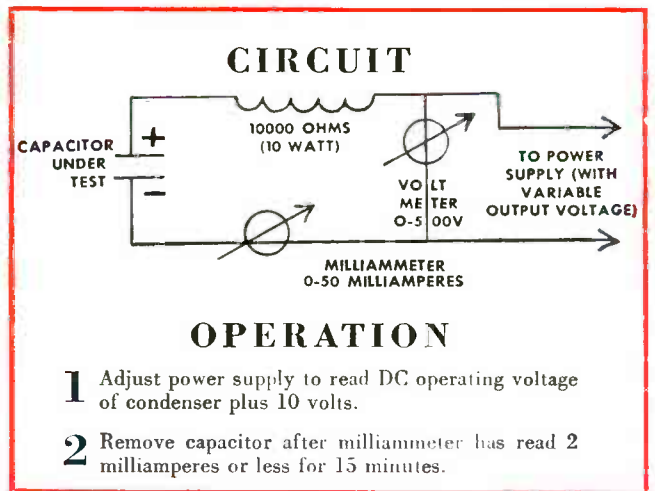 CIRCUIT
+
10000 OHMS
(10 WATT)
CAPACITOR
UNDER
TEST
−
VOLT
METER
0-500V
TO POWER
SUPPLY (WITH
VARIABLE
OUTPUT VOLTAGE)
MILLIAMMETER
0-50 MILLIAMPERES
OPERATION
1 Adjust power supply to read DC operating voltage
of condenser plus 10 volts.
2 Remove capacitor after milliammeter has read 2
milliamperes or less for 15 minutes.